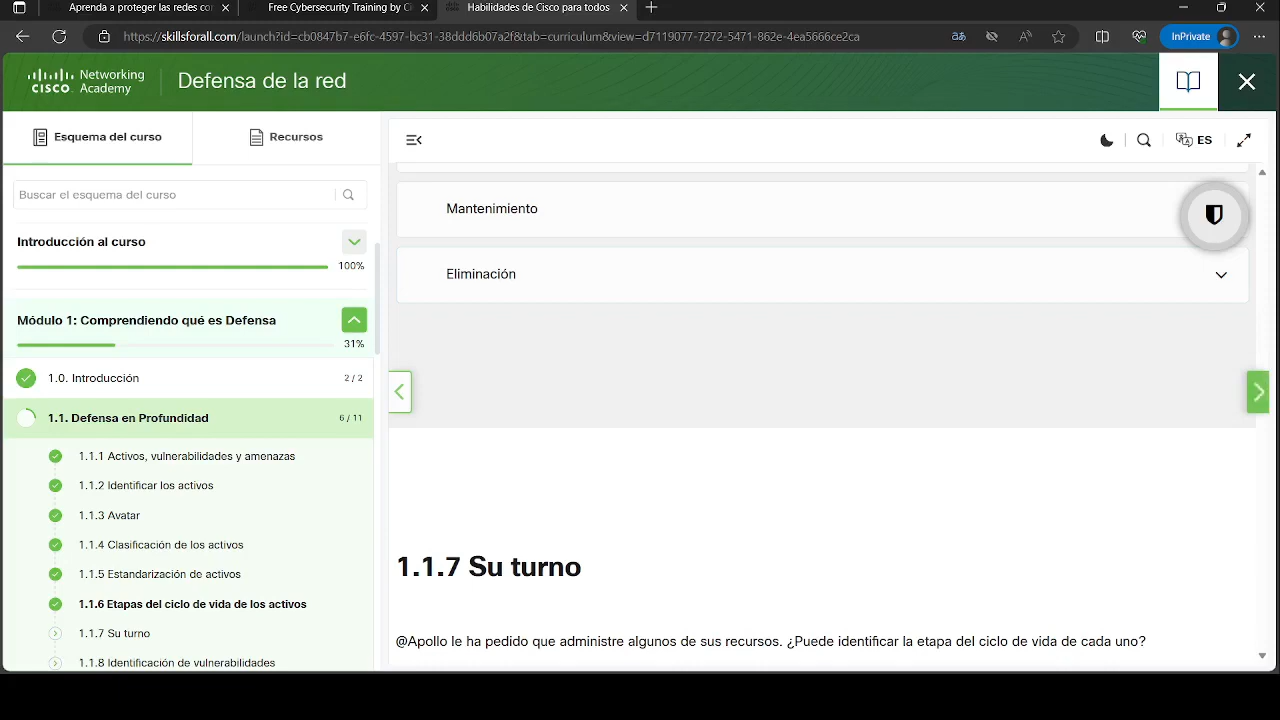 Aprenda a proteger las redes cor
Free Cybersecurity Training by Ci
Habilidades de Cisco para todos
https://skillsforall.com/launch?id=cb0847b7-e6fc-4597-bc31-38ddd6b07a2f&tab=curriculum&view=d7119077-7272-5471-862e-4ea5666ce2ca
InPrivate
Networking
CISCO Academy
Defensa de la red
Esquema del curso
Recursos
ES
Buscar el esquema del curso
Mantenimiento
Introducción al curso
100%
Eliminación
Módulo 1: Comprendiendo qué es Defensa
31%
1.0. Introducción
2 / 2
1.1. Defensa en Profundidad
6 / 11
1.1.1 Activos, vulnerabilidades y amenazas
1.1.2 Identificar los activos
1.1.3 Avatar
1.1.4 Clasificación de los activos
1.1.5 Estandarización de activos
1.1.6 Etapas del ciclo de vida de los activos
1.1.7 Su turno
1.1.8 Identificación de vulnerabilidades
1.1.7 Su turno
@Apollo le ha pedido que administre algunos de sus recursos. ¿Puede identificar la etapa del ciclo de vida de cada uno?